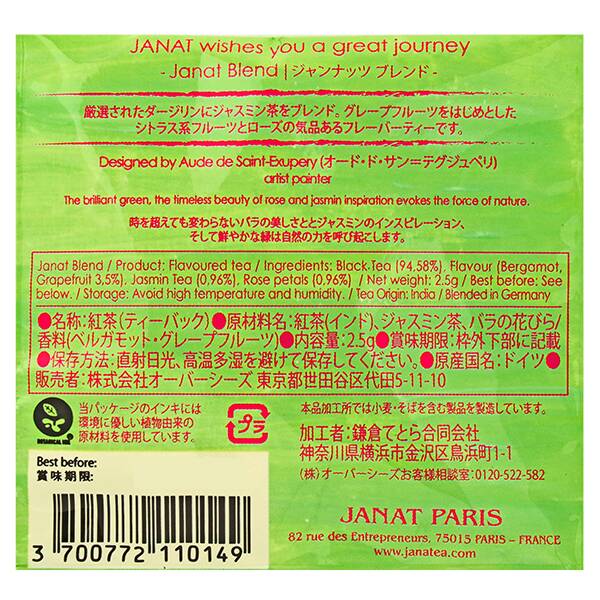 JANAT wishes you a great journey
- Janat Blend | ジャンナッツ ブレンド -
厳選されたダージリンにジャスミン茶をブレンド。グレープフルーツをはじめとした
シトラス系フルーツとローズの気品あるフレーバーティーです。
Designed by Aude de Saint-Exupery (オード・ド・サン＝テグジュペリ)
artist painter
The brilliant green, the timeless beauty of rose and jasmin inspiration evokes the force of nature.
時を超えても変わらないバラの美しさとジャスミンのインスピレーション、
そして鮮やかな緑は自然の力を呼び起こします。
Janat Blend / Product: Flavoured tea / Ingredients: Black Tea (94,58%), Flavour (Bergamot,
Grapefruit 3,5%), Jasmin Tea (0,96%), Rose petals (0,96%) / Net weight: 2.5g / Best before: See
below. / Storage: Avoid high temperature and humidity. / Tea Origin: India / Blended in Germany
●名称:紅茶(ティーバック) ●原材料名:紅茶(インド)、ジャスミン茶、バラの花びら/
香料(ベルガモット・グレープフルーツ) ●内容量:2.5g ●賞味期限:枠外下部に記載
●保存方法:直射日光、高温多湿を避けて保存してください。●原産国名:ドイツ ●
販売者:株式会社オーバーシーズ 東京都世田谷区代田5-11-10
BOTANICAL INK
当パッケージのインキには
環境に優しい植物由来の
原材料を使用しています。
プラ
本品加工所では小麦・そばを含む製品を製造しています。
加工者:鎌倉てとら合同会社
神奈川県横浜市金沢区鳥浜町1-1
(株)オーバーシーズお客様相談室:0120-522-582
Best before:
賞味期限:
3 700772 110149
JANAT PARIS
82 rue des Entrepreneurs, 75015 PARIS – FRANCE
www.janatea.com